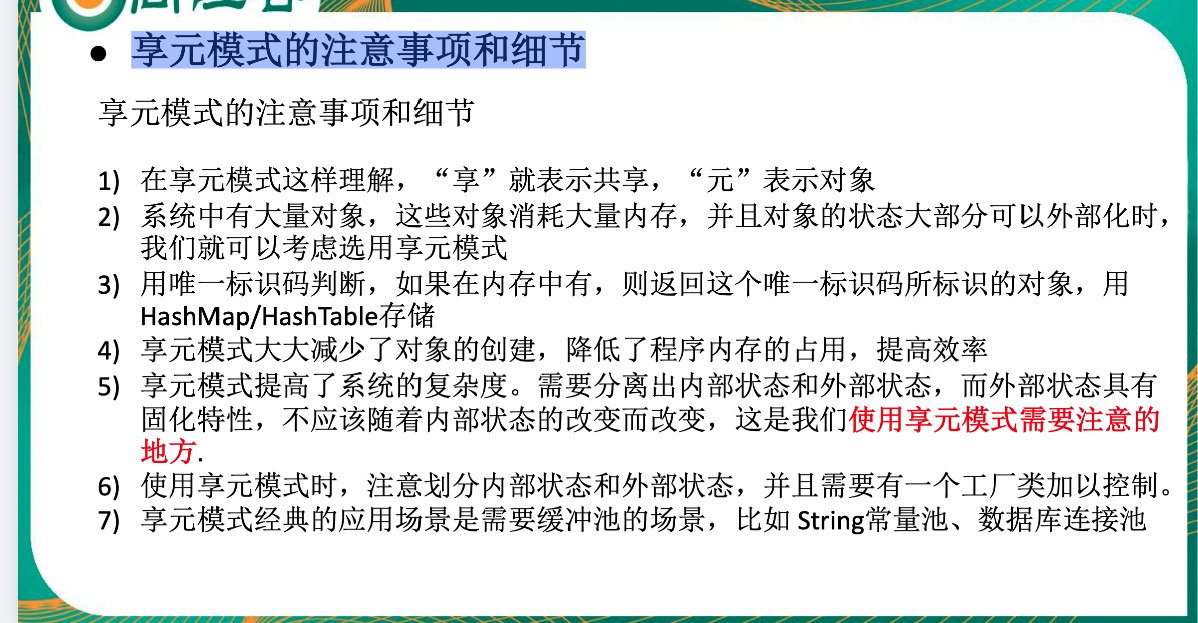 享元模式的注意事项和细节
享元模式的注意事项和细节
1) 在享元模式这样理解，“享”就表示共享，“元”表示对象
2) 系统中有大量对象，这些对象消耗大量内存，并且对象的状态大部分可以外部化时，
我们就可以考虑选用享元模式
3) 用唯一标识码判断，如果在内存中有，则返回这个唯一标识码所标识的对象，用
HashMap/HashTable存储
4) 享元模式大大减少了对象的创建，降低了程序内存的占用，提高效率
5) 享元模式提高了系统的复杂度。需要分离出内部状态和外部状态，而外部状态具有
固化特性，不应该随着内部状态的改变而改变，这是我们使用享元模式需要注意的
地方.
6) 使用享元模式时，注意划分内部状态和外部状态，并且需要有一个工厂类加以控制。
7) 享元模式经典的应用场景是需要缓冲池的场景，比如 String常量池、数据库连接池